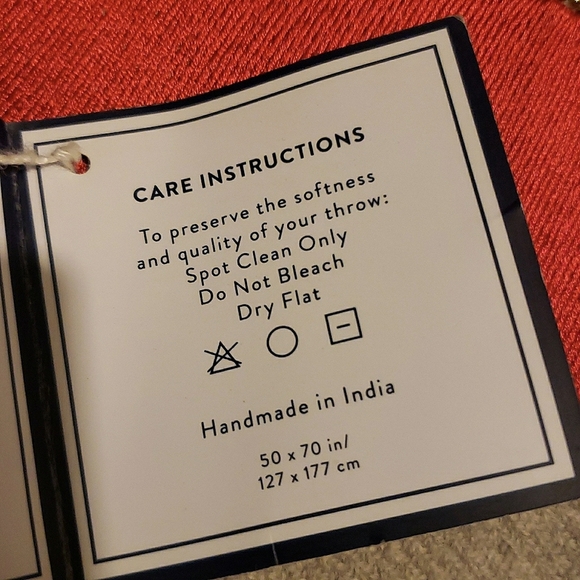 CARE INSTRUCTIONS
To preserve the softness
and quality of your throw:
Spot Clean Only
Do Not Bleach
Dry Flat
Handmade in India
50 x 70 in/
127 x 177 cm